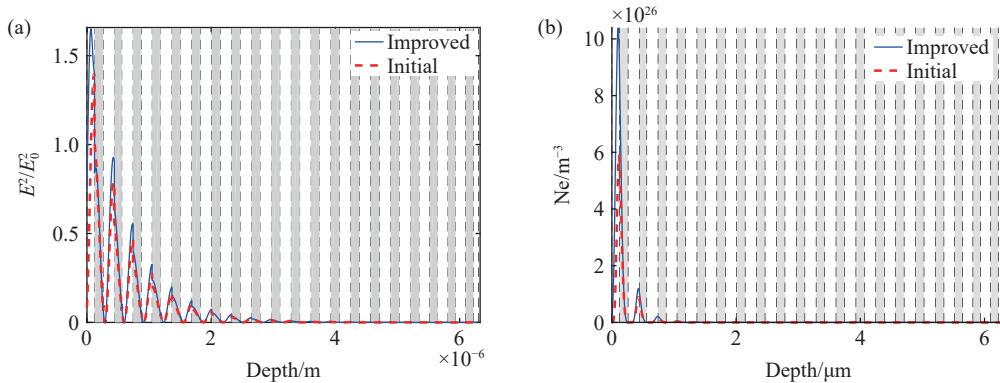 (a)
1.5
1.0
0.5
0
E²/E₀²
Improved
Initial
0
2
4
6
×10⁻⁶
Depth/m
(b)
×10²⁶
10
8
6
4
2
0
Ne/m⁻³
Improved
Initial
0
2
4
6
Depth/μm